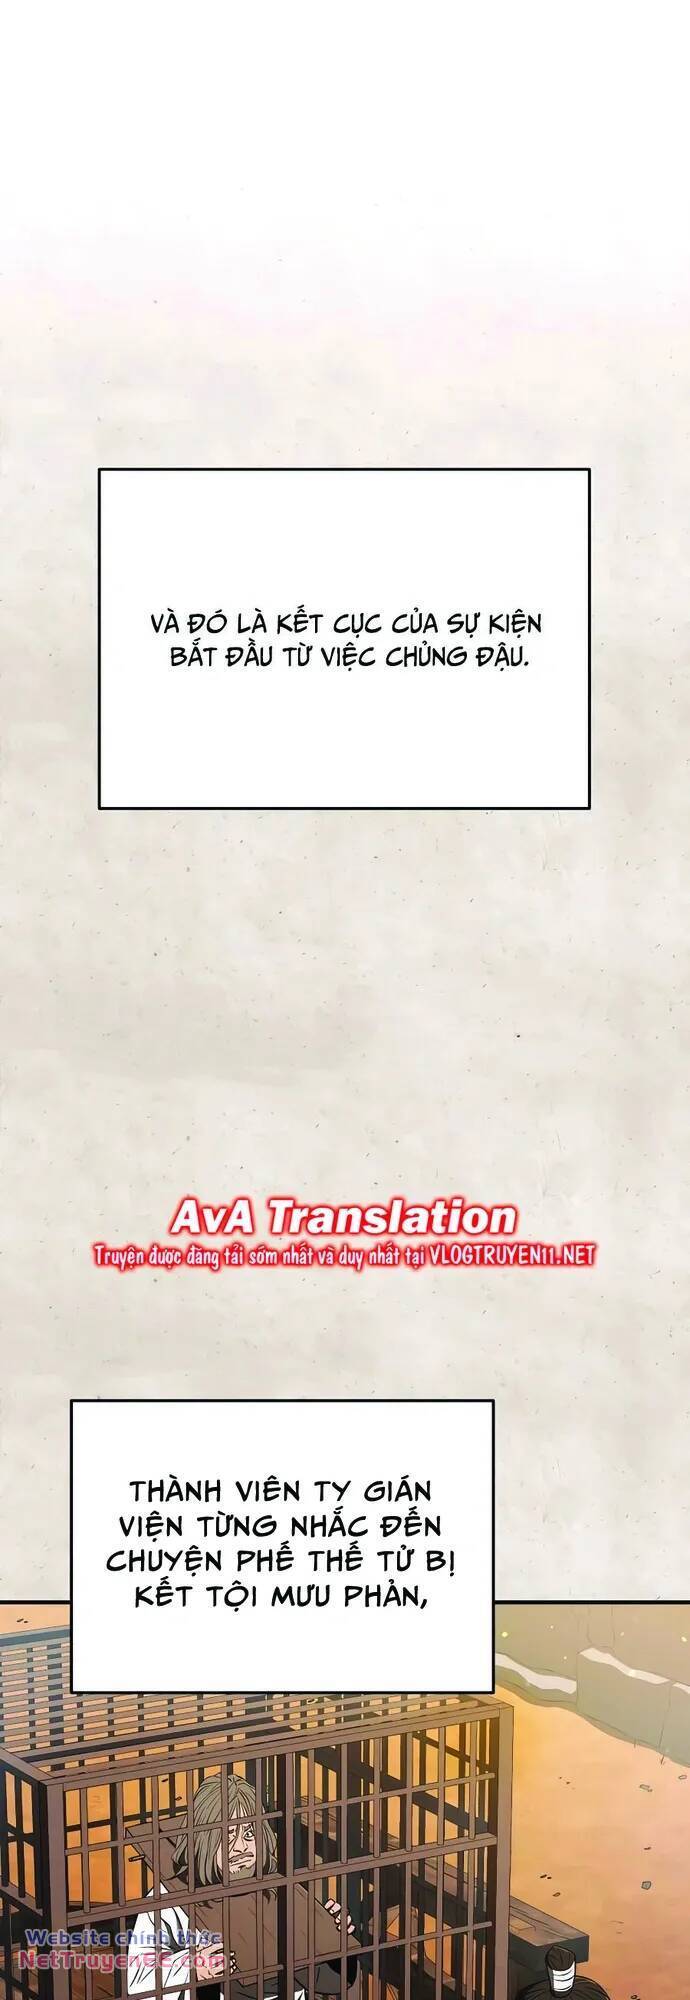 VÀ ĐÓ LÀ KẾT CỤC CỦA SỰ KIỆN
BẮT ĐẦU TỪ VIỆC CHỦNG ĐẬU.
AvA Translation
Truyện được đăng tải sớm nhất và duy nhất tại VLOGTRUYEN11.NET
THÀNH VIÊN TY GIÁN
VIỆN TỪNG NHẮC ĐẾN
CHUYỆN PHẾ THẾ TỬ BỊ
KẾT TỘI MƯU PHẢN,
Website chính thức
NetTruyenEE.com